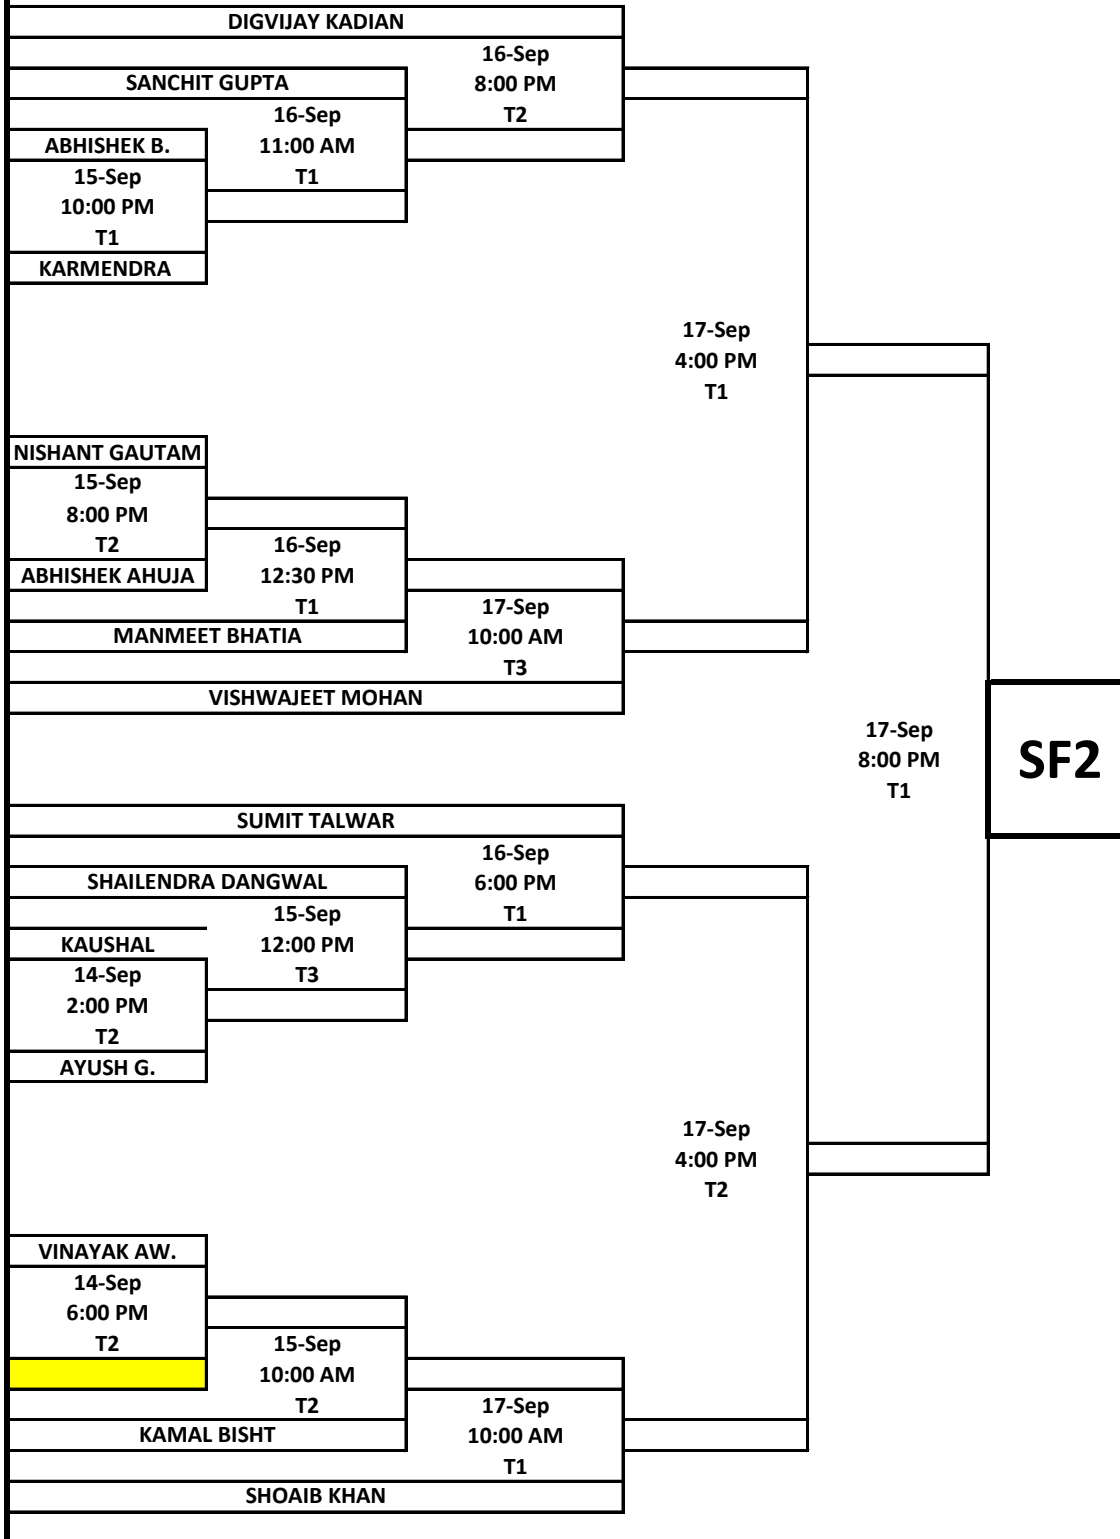 DIGVIJAY KADIAN
16-Sep
8:00 PM
T2
SANCHIT GUPTA
16-Sep
11:00 AM
T1
ABHISHEK B.
15-Sep
10:00 PM
T1
KARMENDRA
17-Sep
4:00 PM
T1
NISHANT GAUTAM
15-Sep
8:00 PM
T2
ABHISHEK AHUJA
16-Sep
12:30 PM
T1
MANMEET BHATIA
17-Sep
10:00 AM
T3
VISHWAJEET MOHAN
17-Sep
8:00 PM
T1
SF2
SUMIT TALWAR
16-Sep
6:00 PM
T1
SHAILENDRA DANGWAL
15-Sep
12:00 PM
T3
KAUSHAL
14-Sep
2:00 PM
T2
AYUSH G.
17-Sep
4:00 PM
T2
VINAYAK AW.
14-Sep
6:00 PM
T2
15-Sep
10:00 AM
T2
KAMAL BISHT
17-Sep
10:00 AM
T1
SHOAIB KHAN